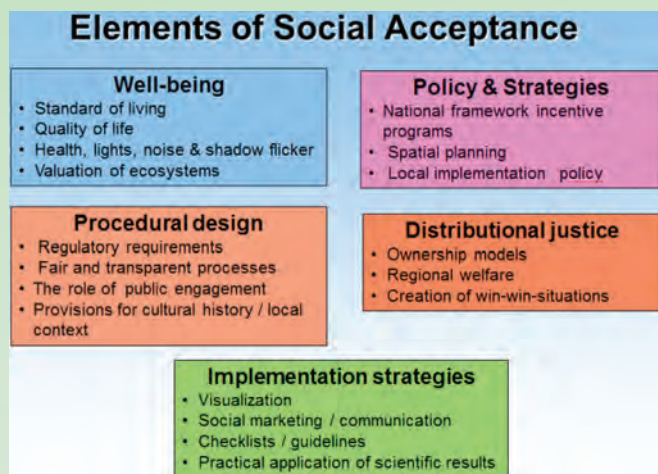 Elements of Social Acceptance
Well-being
• Standard of living
• Quality of life
• Health, lights, noise & shadow flicker
• Valuation of ecosystems
Policy & Strategies
• National framework incentive
programs
• Spatial planning
• Local implementation policy
Procedural design
• Regulatory requirements
• Fair and transparent processes
• The role of public engagement
• Provisions for cultural history / local
context
Distributional justice
• Ownership models
• Regional welfare
• Creation of win-win-situations
Implementation strategies
• Visualization
• Social marketing / communication
• Checklists / guidelines
• Practical application of scientific results